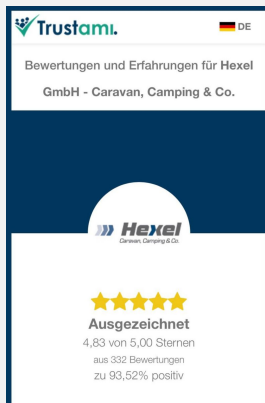 Trustami.
DE
Bewertungen und Erfahrungen für Hexel
GmbH - Caravan, Camping & Co.
Hexel
Caravan, Camping & Co.
Ausgezeichnet
4,83 von 5,00 Sternen
aus 332 Bewertungen
zu 93,52% positiv